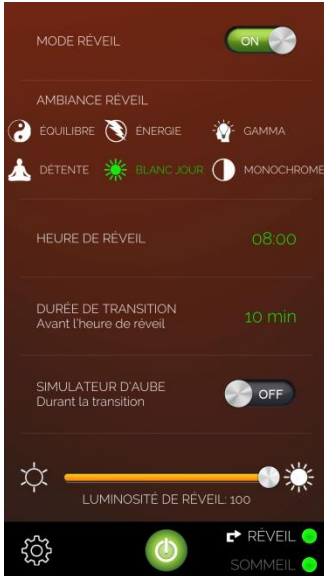 MODE RÉVEIL ON
AMBIANCE RÉVEIL
ÉQUILIBRE ÉNERGIE GAMMA
DÉTENTE BLANC JOUR MONOCHROME
HEURE DE RÉVEIL 08:00
DURÉE DE TRANSITION
Avant l'heure de réveil 10 min
SIMULATEUR D'AUBE
Durant la transition OFF
LUMINOSITÉ DE RÉVEIL: 100
RÉVEIL
SOMMEIL